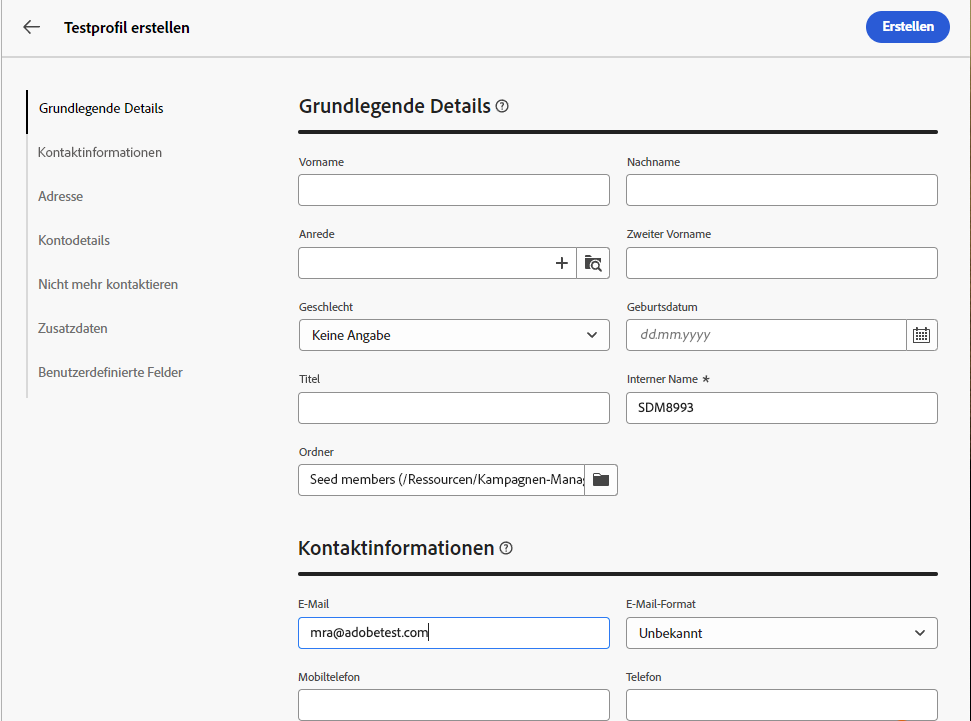 Testprofil erstellen
Erstellen
Grundlegende Details
Kontaktinformationen
Adresse
Kontodetails
Nicht mehr kontaktieren
Zusatzdaten
Benutzerdefinierte Felder
Grundlegende Details
Vorname
Nachname
Anrede
Zweiter Vorname
Geschlecht
Geburtsdatum
Keine Angabe
dd.mm.yyyy
Titel
Interner Name *
SDM8993
Ordner
Seed members (/Ressourcen/Kampagnen-Mana
Kontaktinformationen
E-Mail
E-Mail-Format
mra@adobetest.com
Unbekannt
Mobiltelefon
Telefon